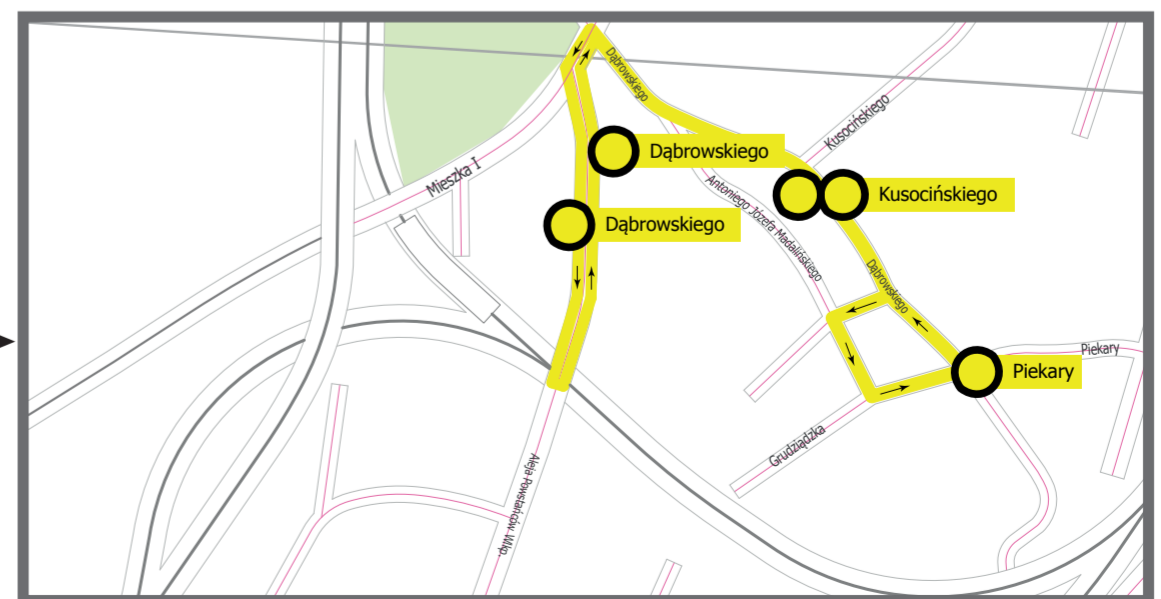 Dąbrowskiego
Kusocińskiego
Dąbrowskiego
Mieszka I
Antoniego Józefa Madalińskiego
Kusocińskiego
Dąbrowskiego
Dąbrowskiego
Piekary
Piekary
Grudziądzka
Aleja Powstańców Wlkp.